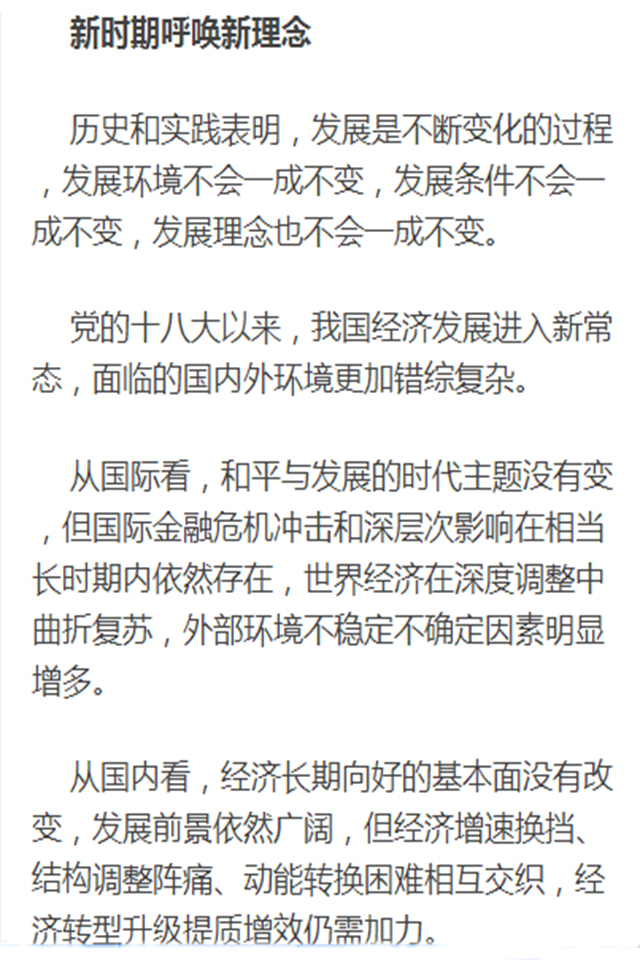 新时期呼唤新理念
历史和实践表明，发展是不断变化的过程
，发展环境不会一成不变，发展条件不会一
成不变，发展理念也不会一成不变。
党的十八大以来，我国经济发展进入新常
态，面临的国内外环境更加错综复杂。
从国际看，和平与发展的时代主题没有变
，但国际金融危机冲击和深层次影响在相当
长时期内依然存在，世界经济在深度调整中
曲折复苏，外部环境不稳定不确定因素明显
增多。
从国内看，经济长期向好的基本面没有改
变，发展前景依然广阔，但经济增速换挡、
结构调整阵痛、动能转换困难相互交织，经
济转型升级提质增效仍需加力。